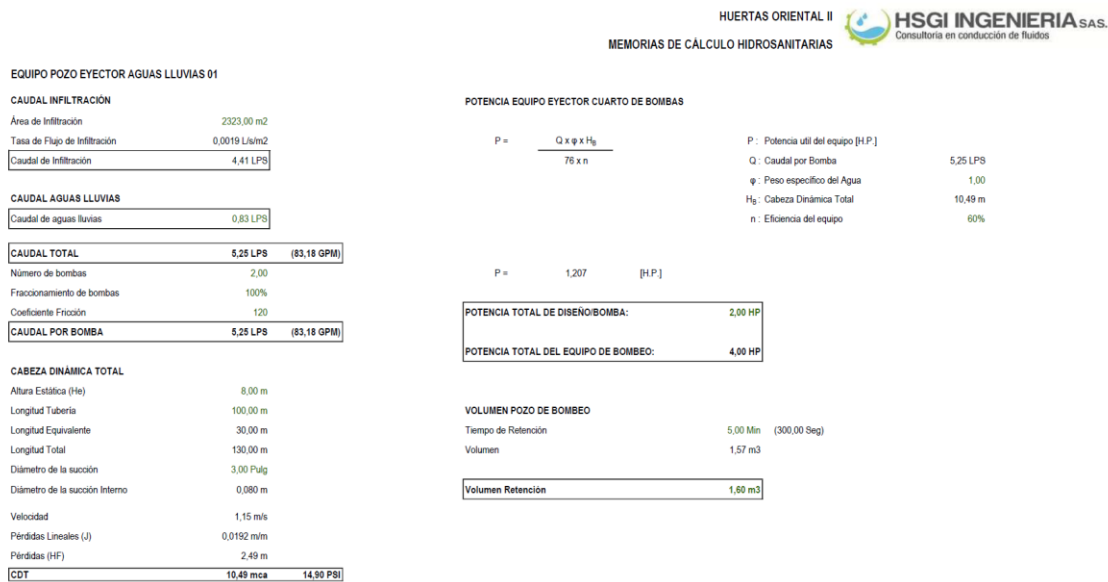 HUERTAS ORIENTAL II
MEMORIAS DE CÁLCULO HIDROSANITARIAS
HSGI INGENIERIA SAS.
Consultoría en conducción de fluidos
EQUIPO POZO EYECTOR AGUAS LLUVIAS 01
CAUDAL INFILTRACIÓN
Área de Infiltración 2323,00 m2
Tasa de Flujo de Infiltración 0,0019 L/s/m2
Caudal de Infiltración 4,41 LPS
CAUDAL AGUAS LLUVIAS
Caudal de aguas lluvias 0,83 LPS
CAUDAL TOTAL 5,25 LPS (83,18 GPM)
Número de bombas 2,00
Fraccionamiento de bombas 100%
Coeficiente Fricción 120
CAUDAL POR BOMBA 5,25 LPS (83,18 GPM)
CABEZA DINÁMICA TOTAL
Altura Estática (He) 8,00 m
Longitud Tubería 100,00 m
Longitud Equivalente 30,00 m
Longitud Total 130,00 m
Diámetro de la succión 3,00 Pulg
Diámetro de la succión Interno 0,080 m
Velocidad 1,15 m/s
Pérdidas Lineales (J) 0,0192 m/m
Pérdidas (HF) 2,49 m
CDT 10,49 mca 14,90 PSI
POTENCIA EQUIPO EYECTOR CUARTO DE BOMBAS
P = Q x φ x HB
76 x n
P : Potencia util del equipo [H.P.]
Q : Caudal por Bomba 5,25 LPS
φ : Peso específico del Agua 1,00
HB : Cabeza Dinámica Total 10,49 m
n : Eficiencia del equipo 60%
P = 1,207 [H.P.]
POTENCIA TOTAL DE DISEÑO/BOMBA: 2,00 HP
POTENCIA TOTAL DEL EQUIPO DE BOMBEO: 4,00 HP
VOLUMEN POZO DE BOMBEO
Tiempo de Retención 5,00 Min (300,00 Seg)
Volumen 1,57 m3
Volumen Retención 1,60 m3